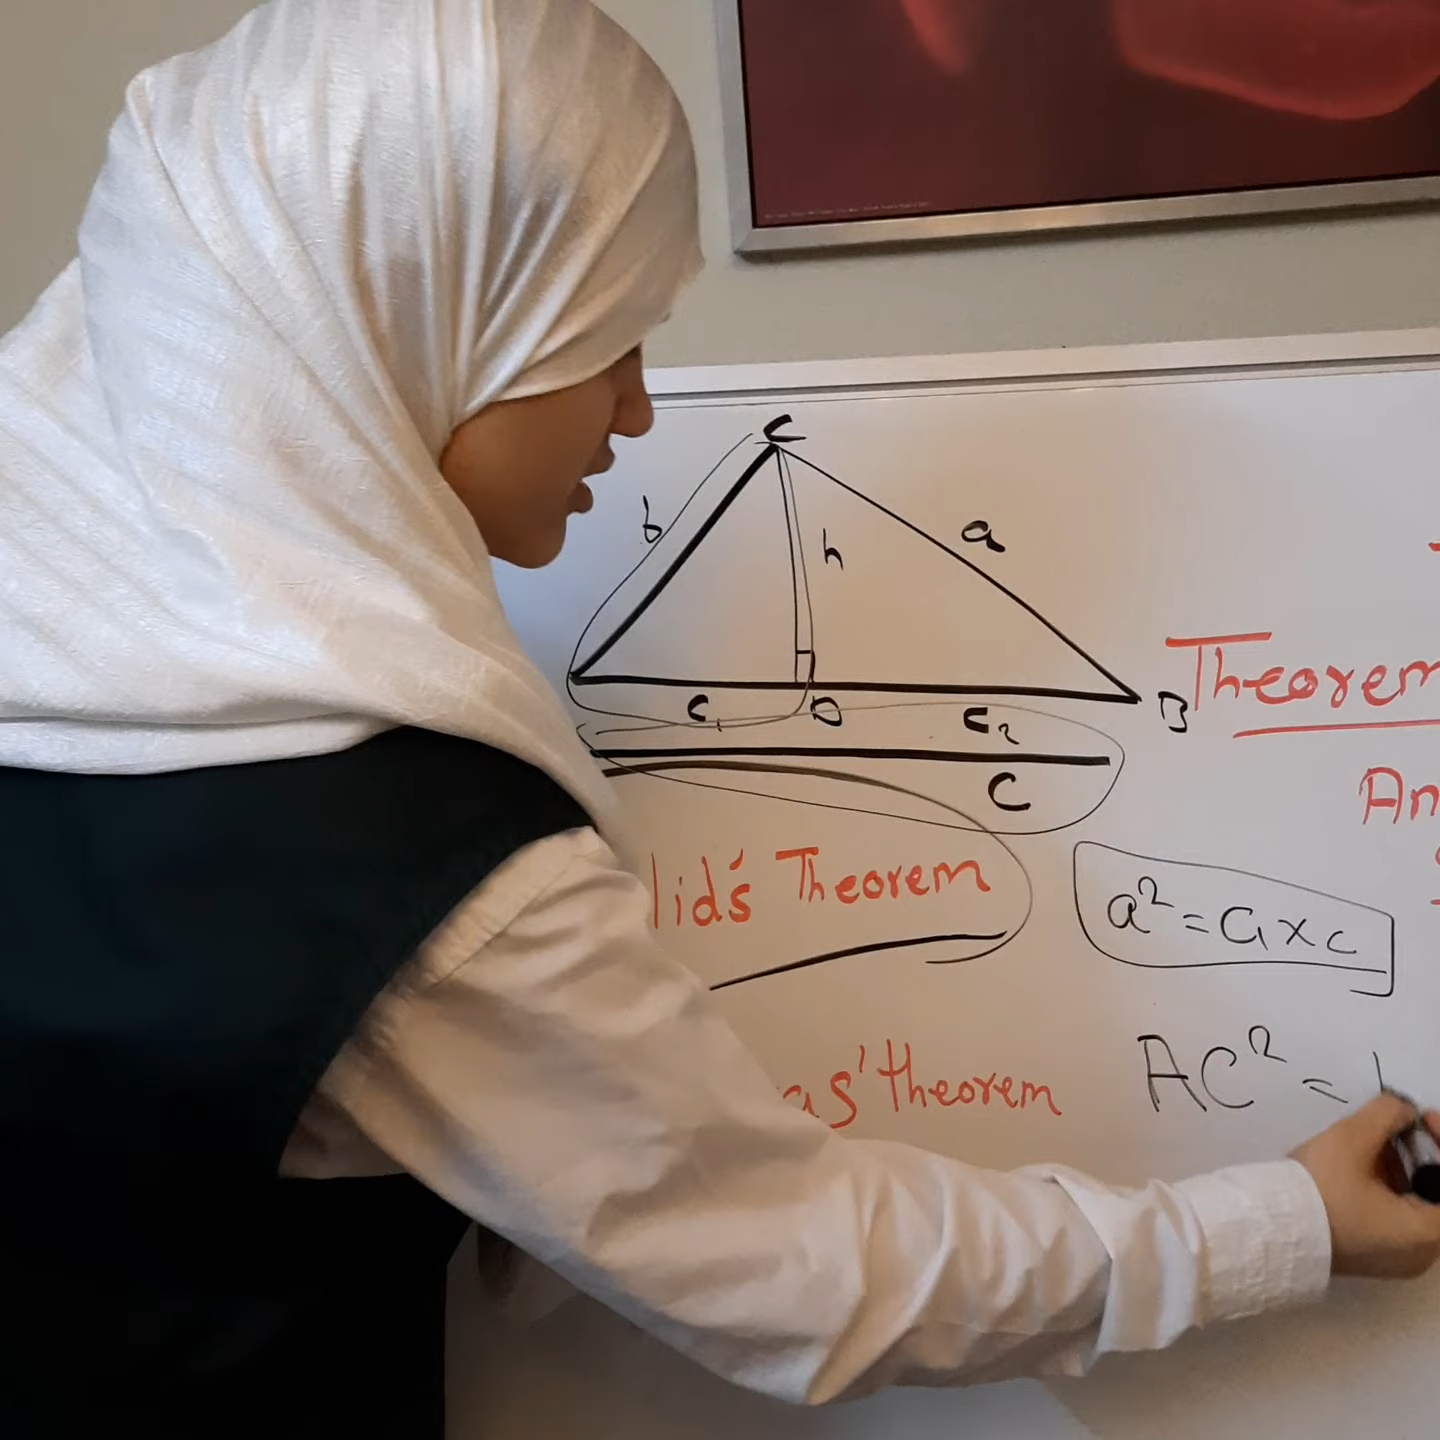 C
b
h
a
C₁ D C₂ B
C
Theorem
An
lid's Theorem
a² = C₁ x c
as' theorem
AC² =